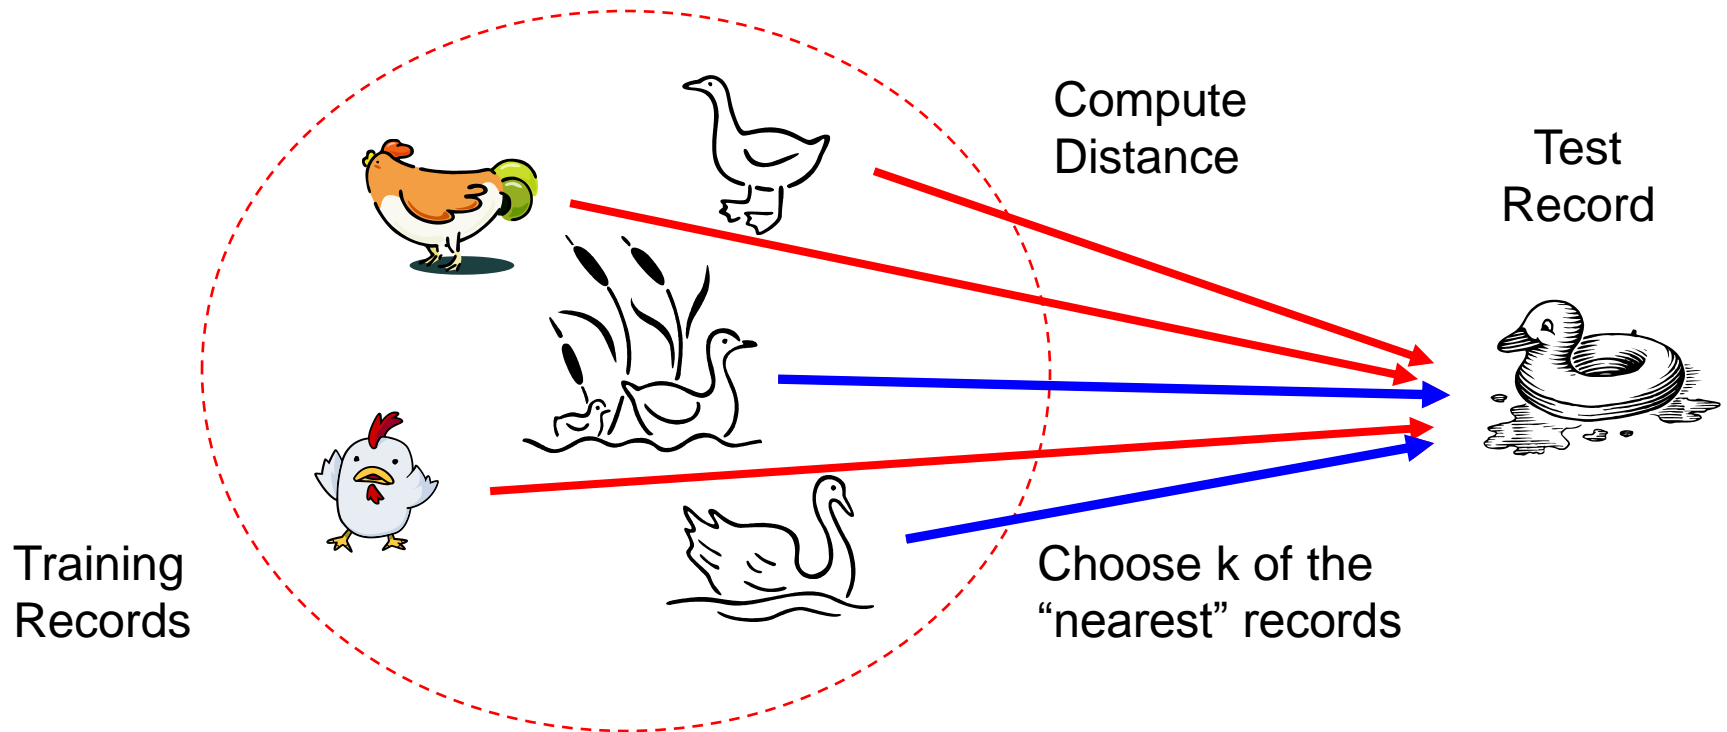 Compute
Distance
Test
Record
Training
Records
Choose k of the
“nearest” records